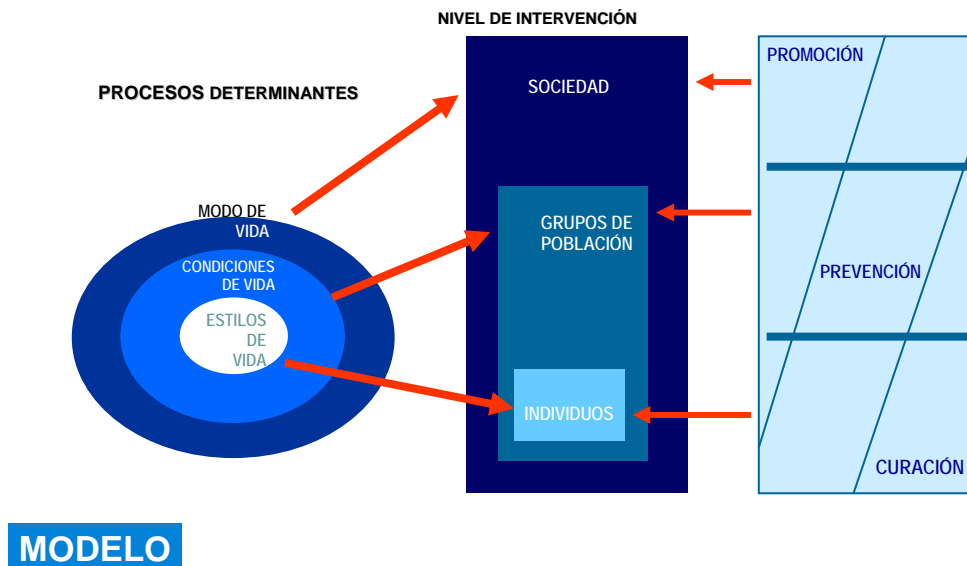 NIVEL DE INTERVENCIÓN
PROCESOS DETERMINANTES
MODO DE
VIDA
CONDICIONES
DE VIDA
ESTILOS
DE
VIDA
SOCIEDAD
GRUPOS DE
POBLACIÓN
INDIVIDUOS
PROMOCIÓN
PREVENCIÓN
CURACIÓN
MODELO